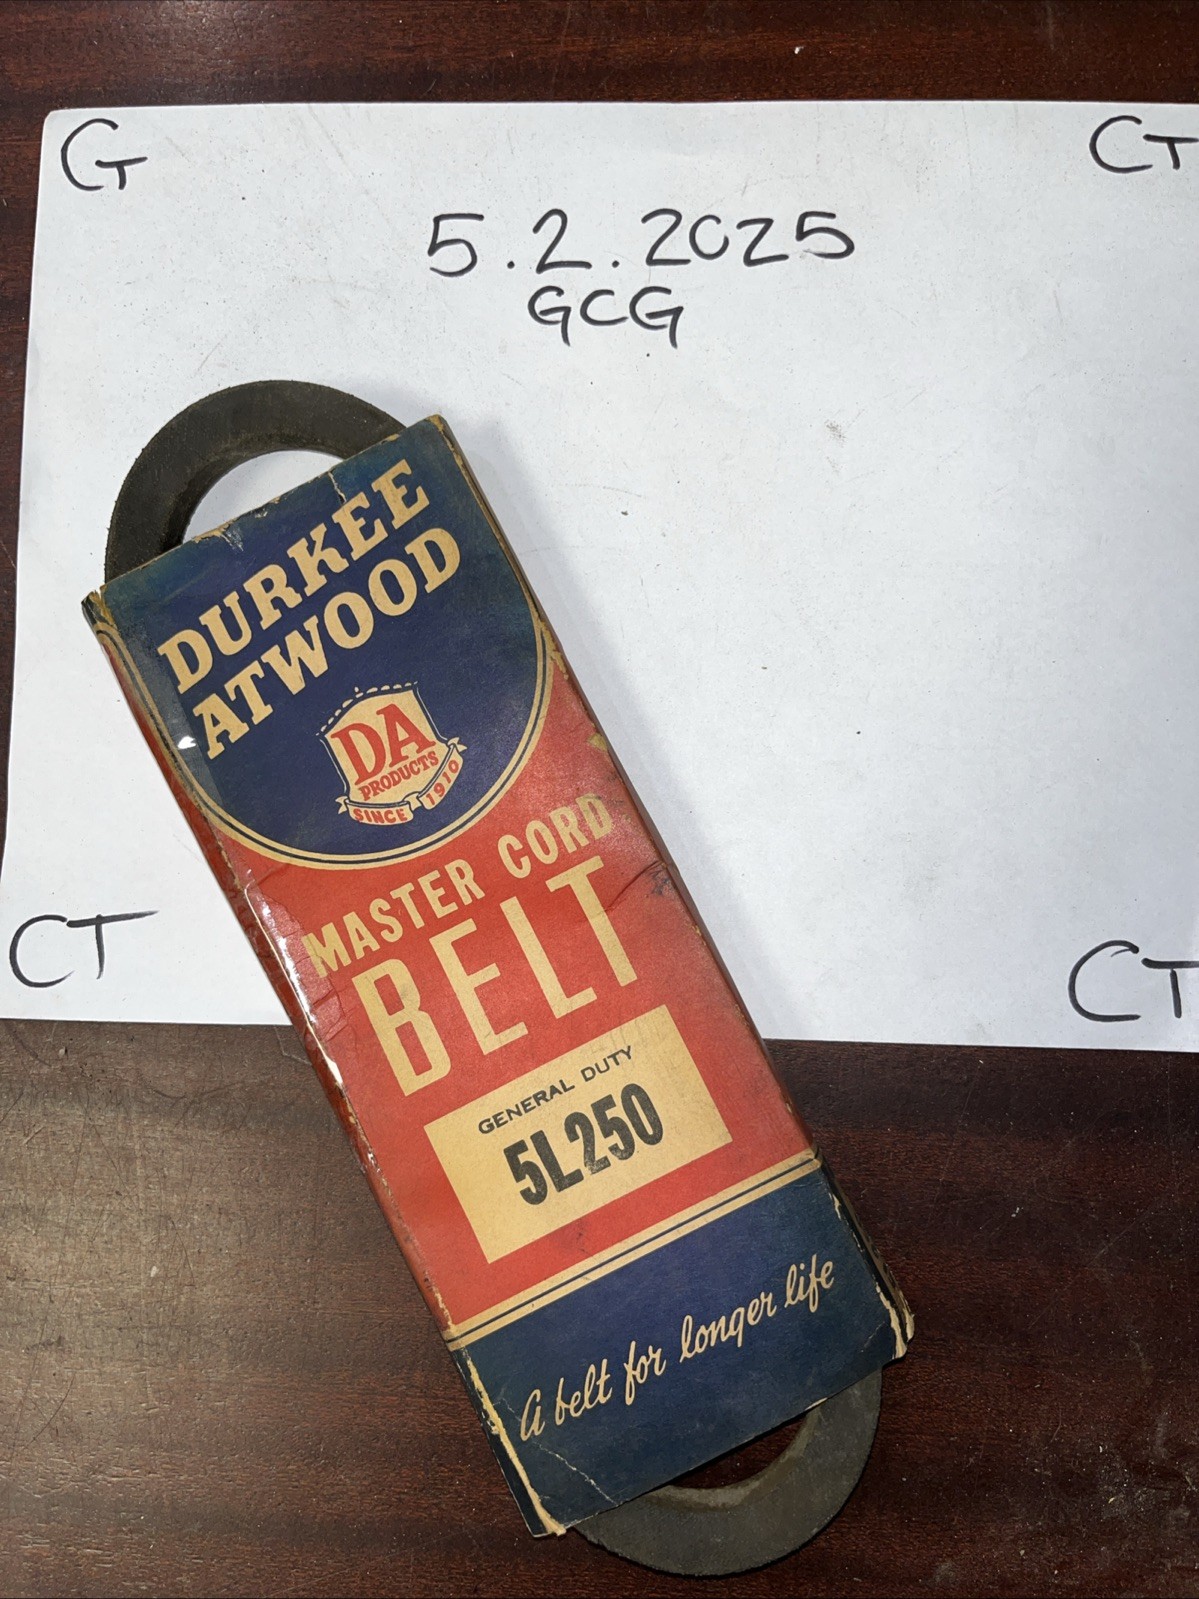 G
CT
5.2.2025
GCG
DURKEE
ATWOOD
DA
PRODUCTS
SINCE 1910
MASTER CORD
BELT
GENERAL DUTY
5L250
A belt for longer life
CT
CT